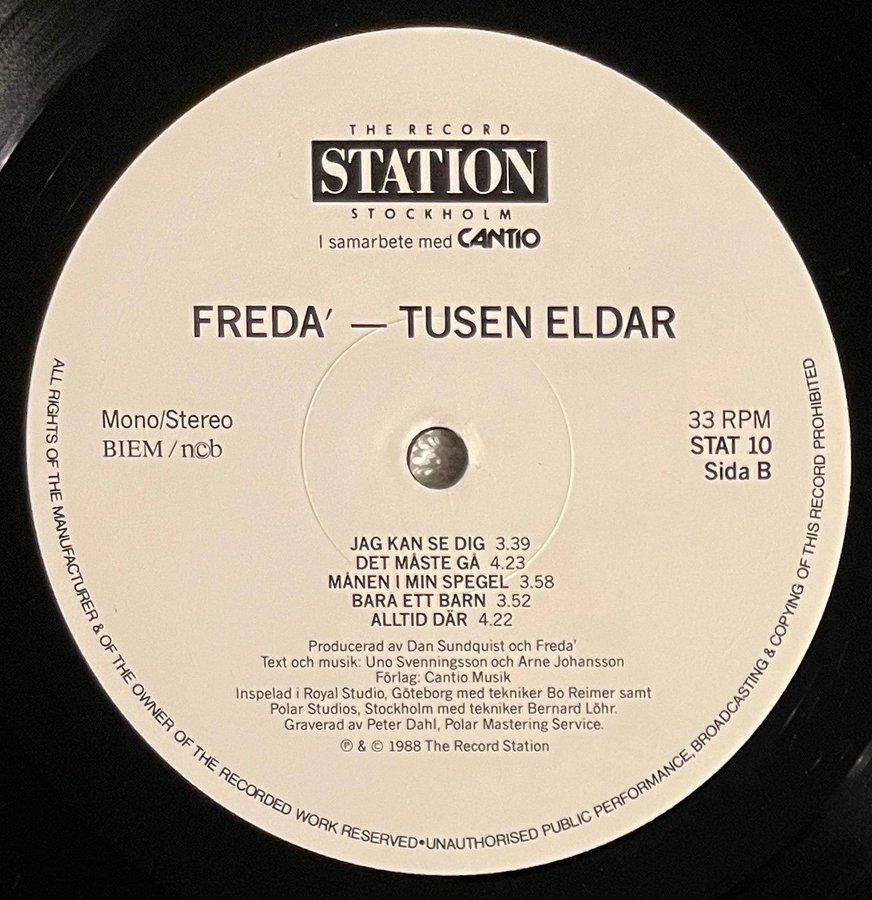 THE RECORD
STATION
STOCKHOLM
I samarbete med CANTIO
FREDA' — TUSEN ELDAR
Mono/Stereo
BIEM / n©b
33 RPM
STAT 10
Sida B
JAG KAN SE DIG 3.39
DET MÅSTE GÅ 4.23
MÅNEN I MIN SPEGEL 3.58
BARA ETT BARN 3.52
ALLTID DÄR 4.22
Producerad av Dan Sundquist och Freda'
Text och musik: Uno Svenningsson och Arne Johansson
Förlag: Cantio Musik
Inspelad i Royal Studio, Göteborg med tekniker Bo Reimer samt
Polar Studios, Stockholm med tekniker Bernard Löhr.
Graverad av Peter Dahl, Polar Mastering Service.
℗ & © 1988 The Record Station
ALL RIGHTS OF THE MANUFACTURER & OF THE OWNER OF THE RECORDED WORK RESERVED•UNAUTHORISED PUBLIC PERFORMANCE, BROADCASTING & COPYING OF THIS RECORD PROHIBITED